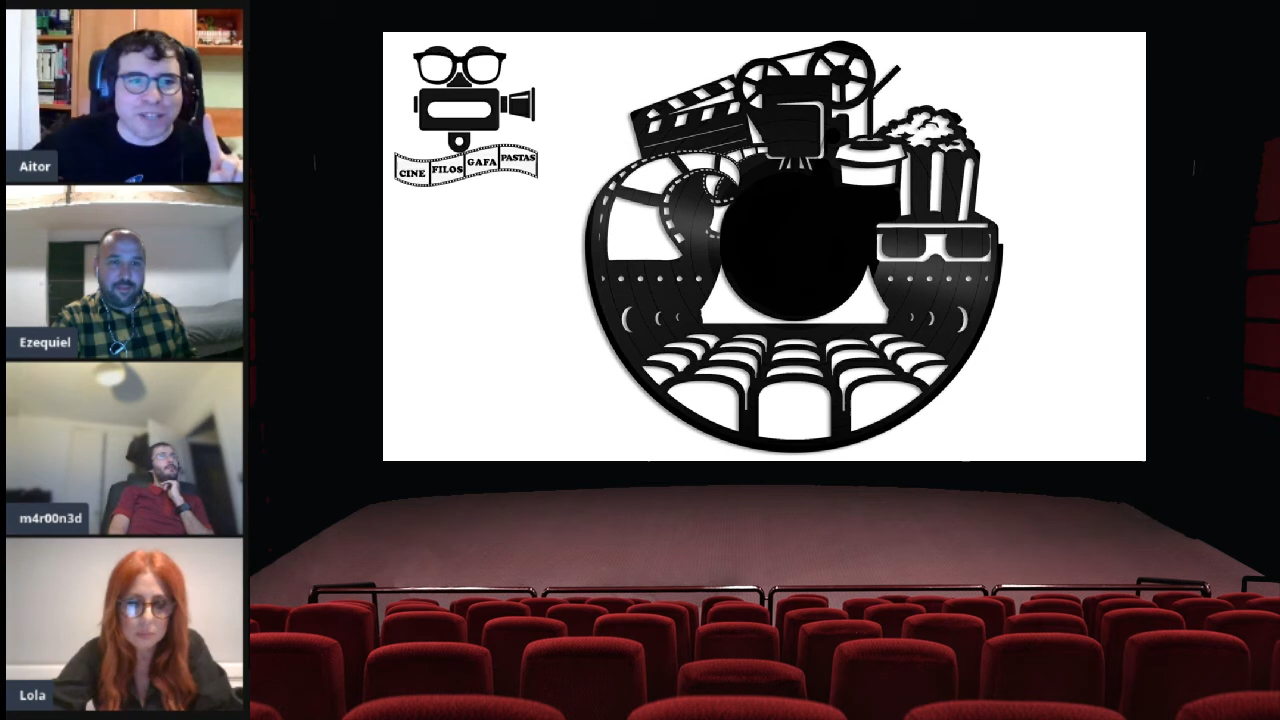 Aitor
Ezequiel
m4r00n3d
Lola
CINE FILOS GAFA PASTAS